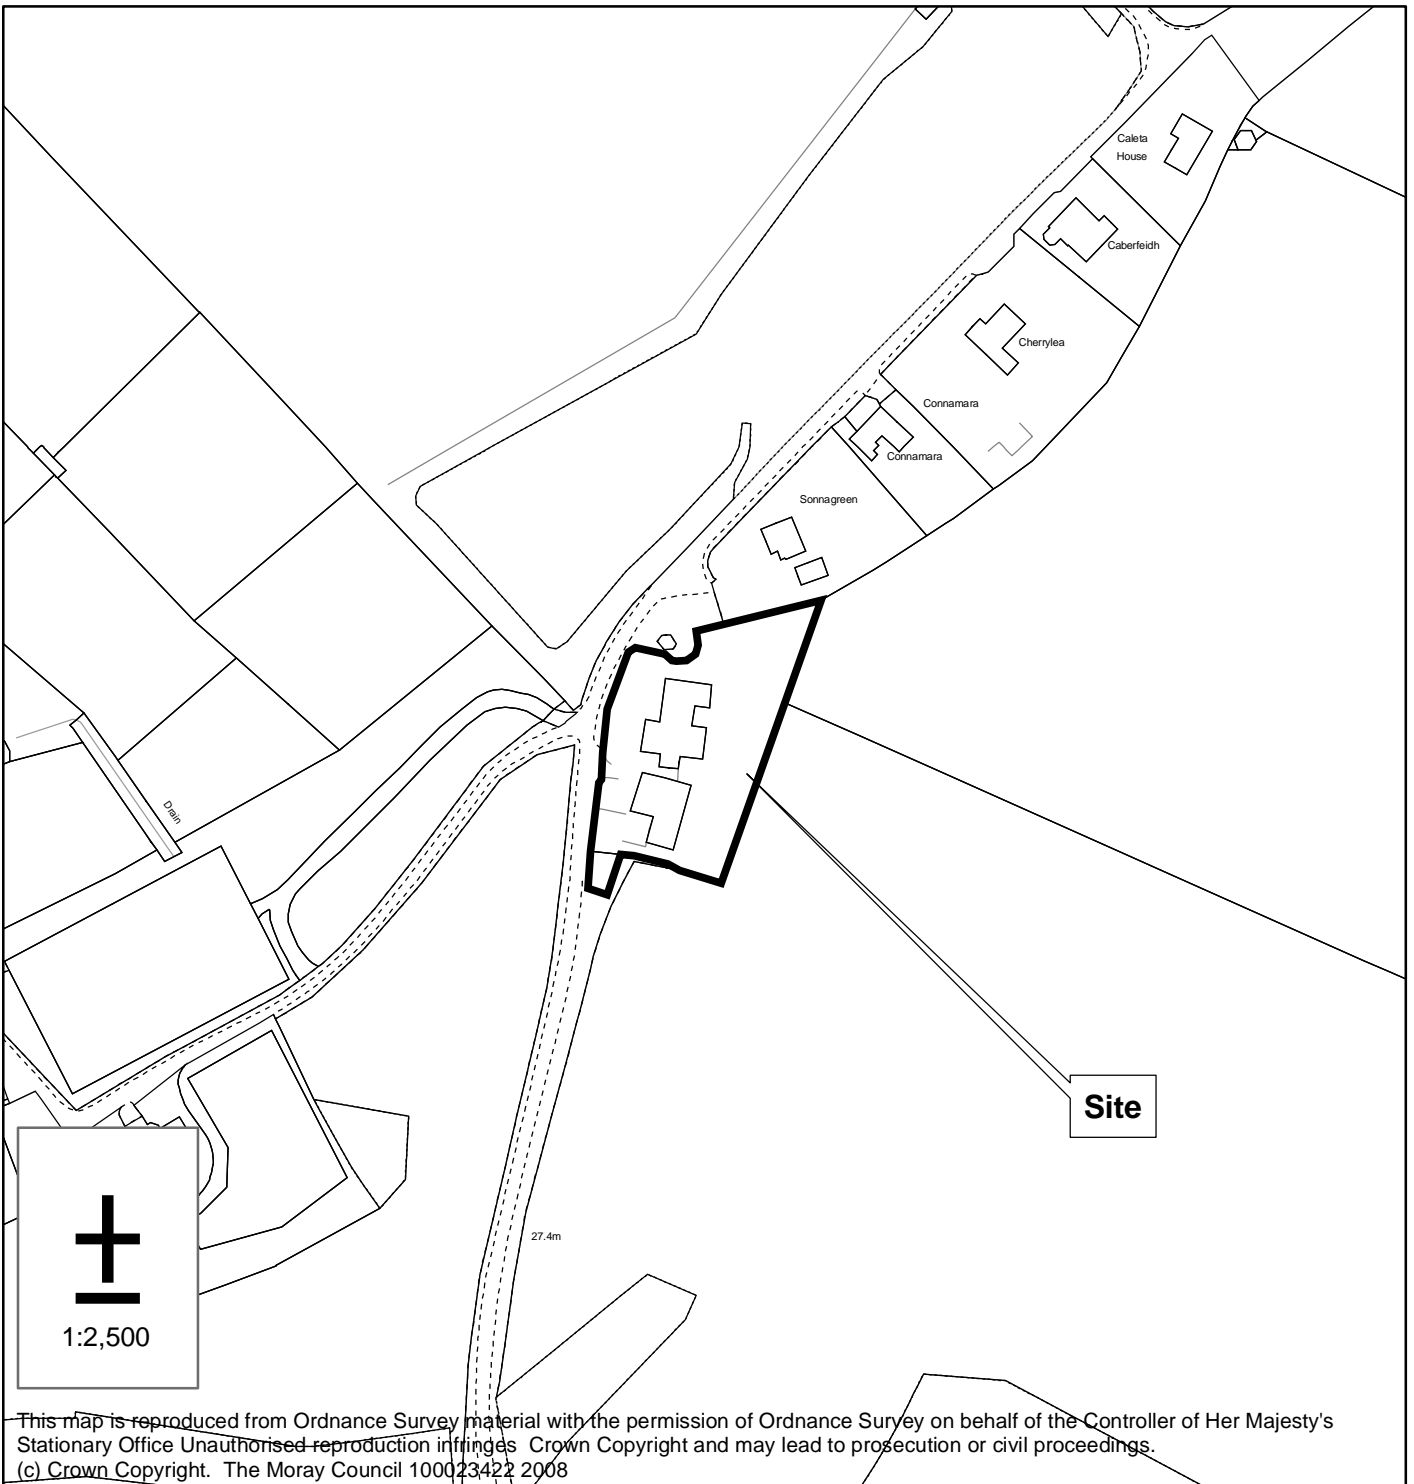 Caleta
House
Caberfeidh
Cherrylea
Connamara
Connamara
Sonnagreen
Drain
Site
27.4m
±
1:2,500
This map is reproduced from Ordnance Survey material with the permission of Ordnance Survey on behalf of the Controller of Her Majesty's
Stationary Office Unauthorised reproduction infringes Crown Copyright and may lead to prosecution or civil proceedings.
(c) Crown Copyright. The Moray Council 100023422 2008